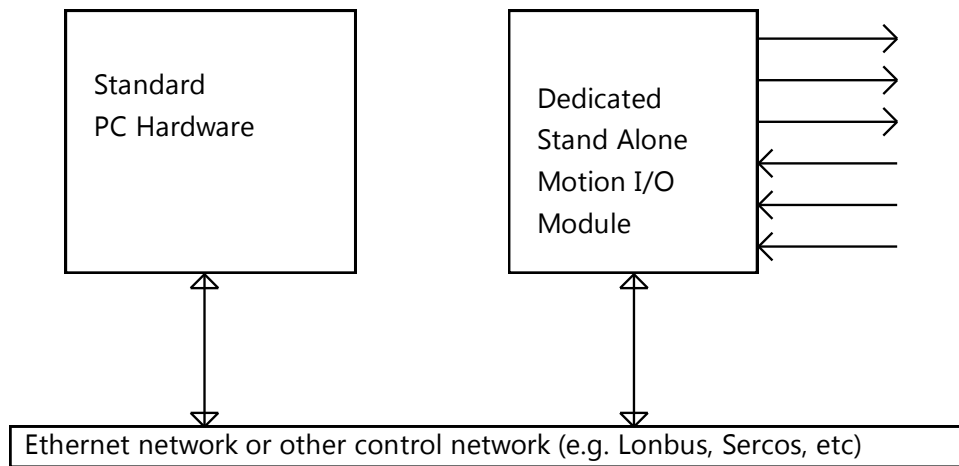 Standard
PC Hardware
Dedicated
Stand Alone
Motion I/O
Module
Ethernet network or other control network (e.g. Lonbus, Sercos, etc)